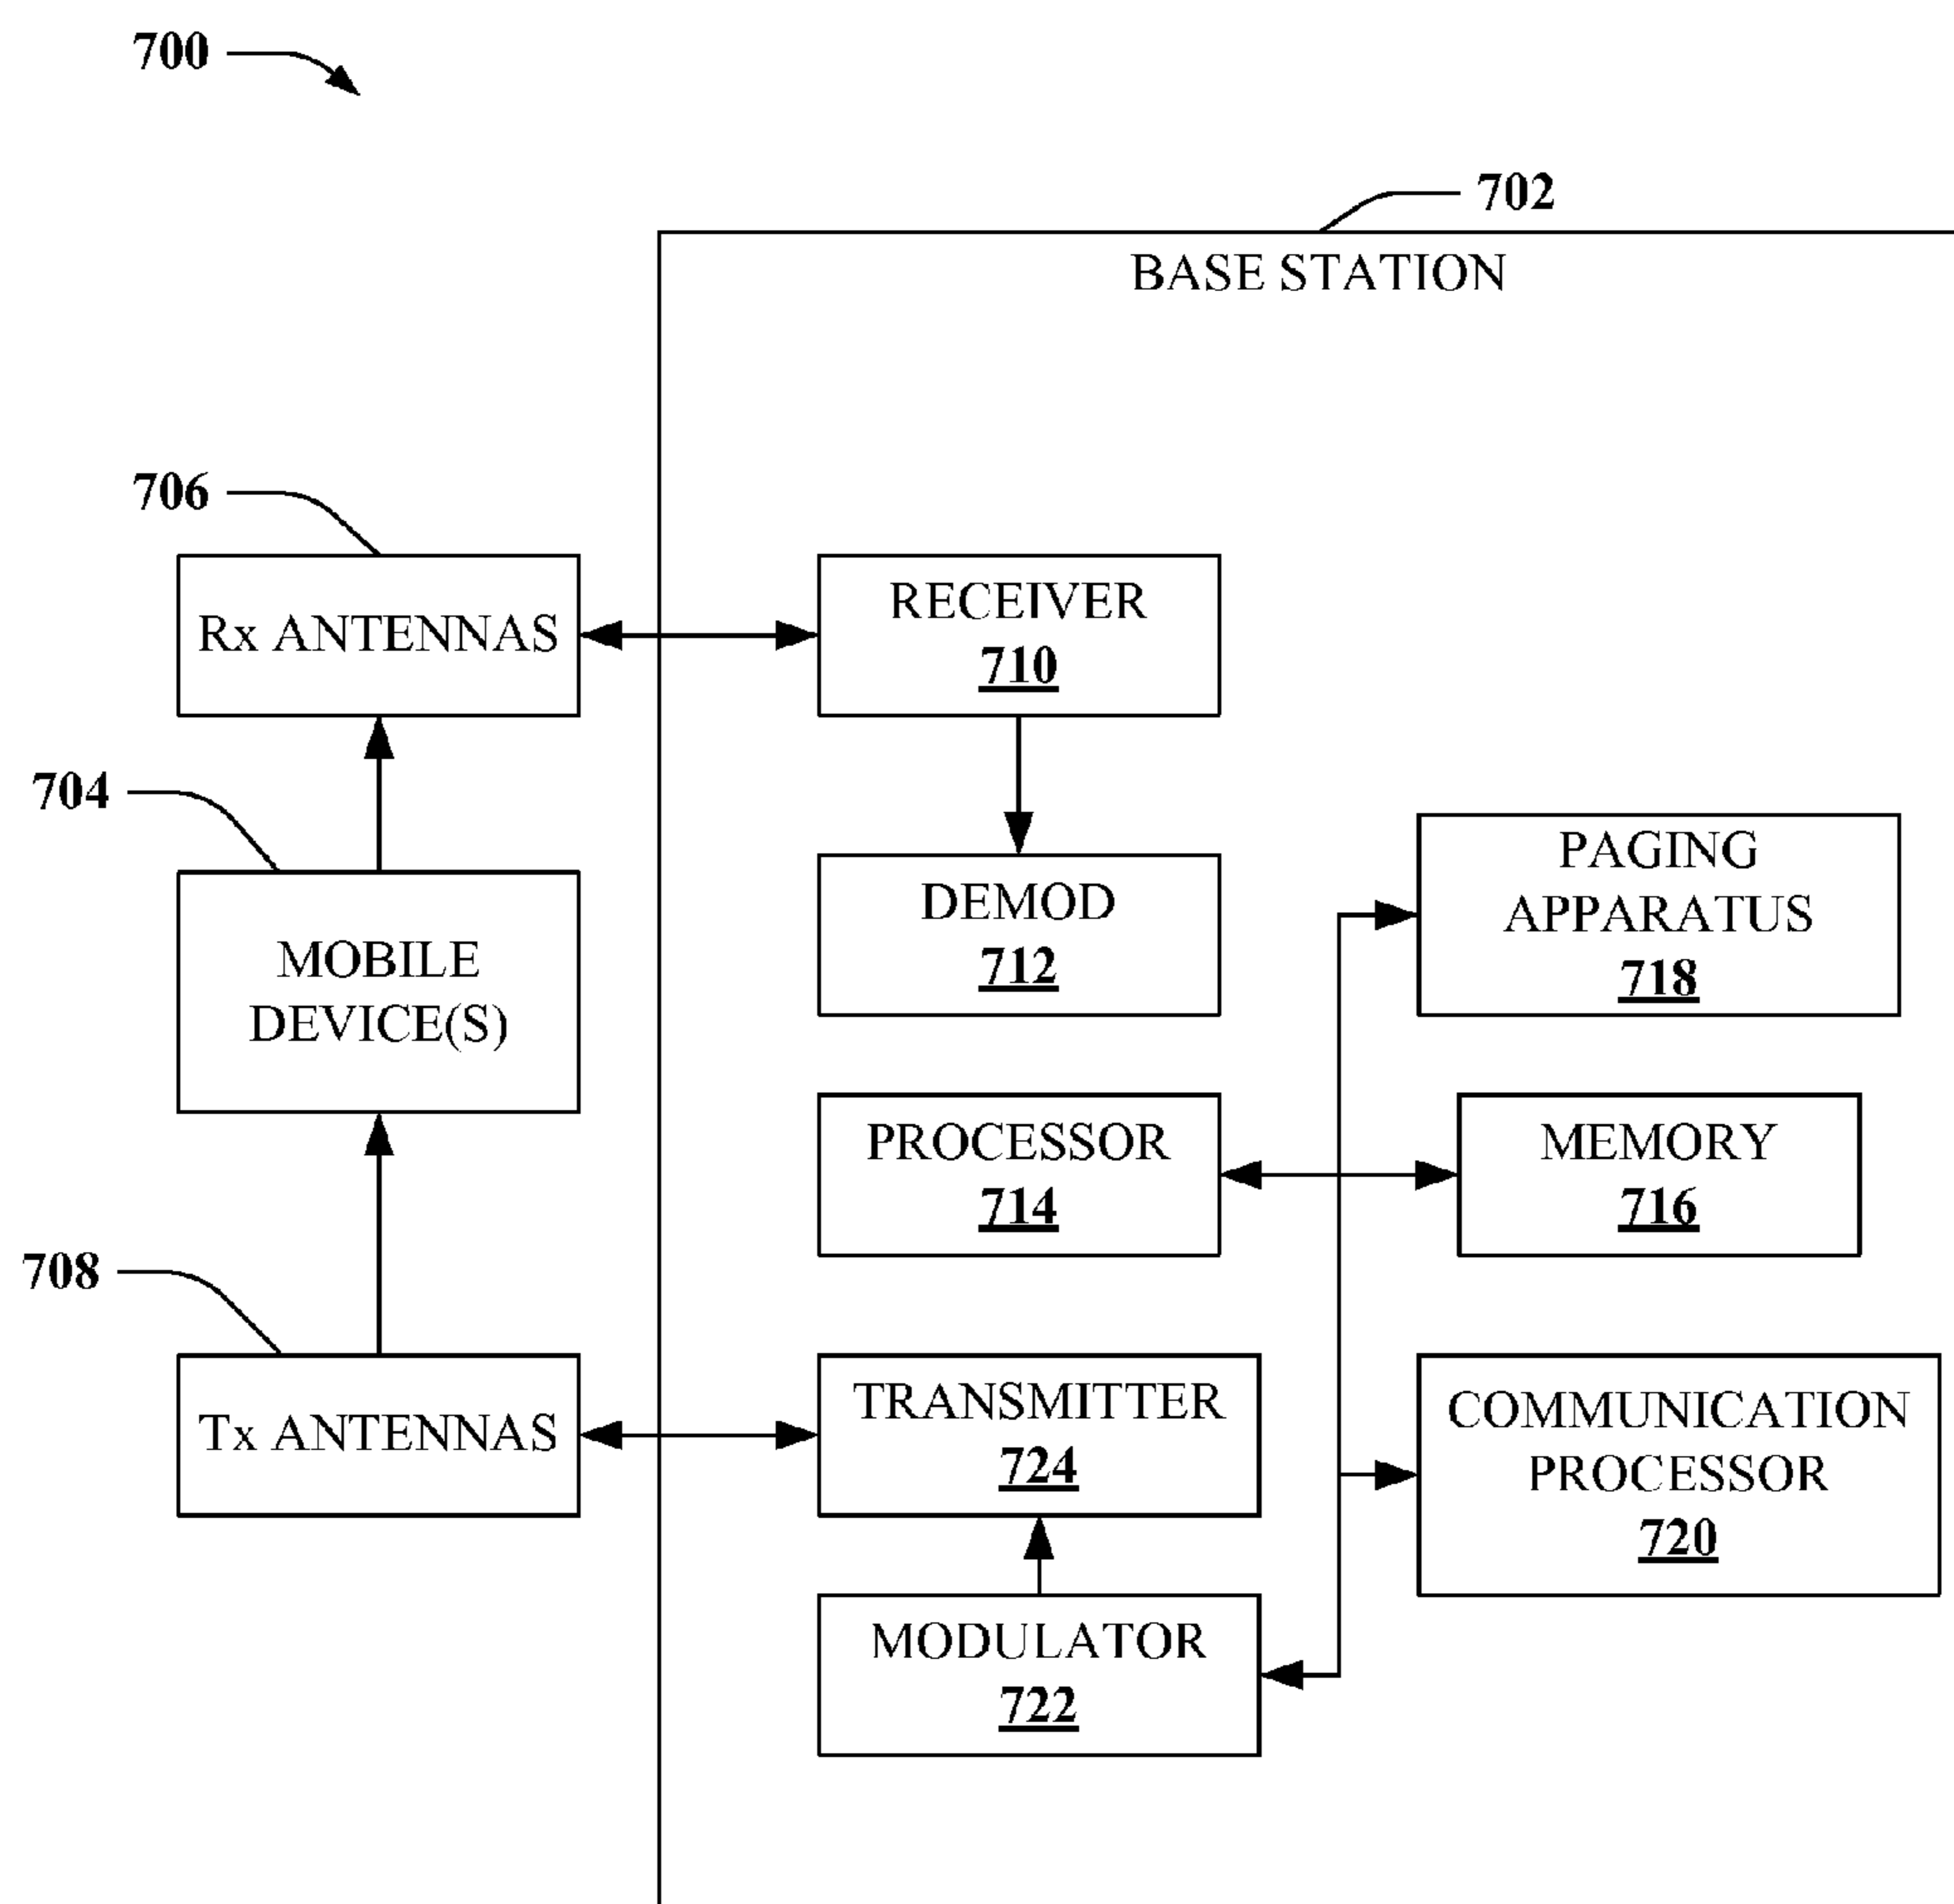 700
702
BASE STATION
706
Rx ANTENNAS
RECEIVER
710
704
MOBILE
DEVICE(S)
DEMOD
712
PAGING
APPARATUS
718
PROCESSOR
714
MEMORY
716
708
Tx ANTENNAS
TRANSMITTER
724
COMMUNICATION
PROCESSOR
720
MODULATOR
722